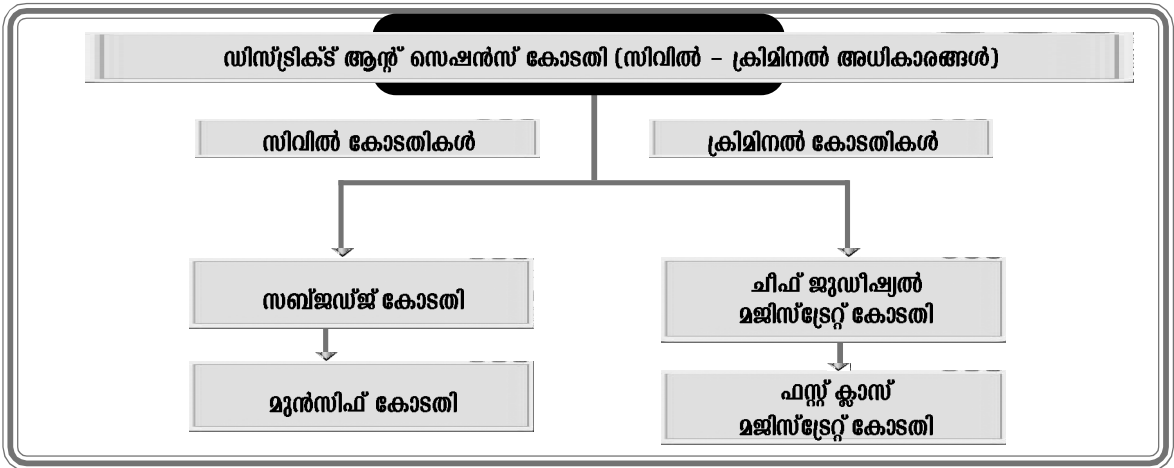 ഡിസ്ട്രിക്ട് ആന്റ് സെഷൻസ് കോടതി (സിവിൽ – ക്രിമിനൽ അധികാരങ്ങൾ)
സിവിൽ കോടതികൾ
ക്രിമിനൽ കോടതികൾ
സബ്ജഡ്ജ് കോടതി
മുൻസിഫ് കോടതി
ചീഫ് ജുഡീഷ്യൽ
മജിസ്ട്രേറ്റ് കോടതി
ഫസ്റ്റ് ക്ലാസ്
മജിസ്ട്രേറ്റ് കോടതി